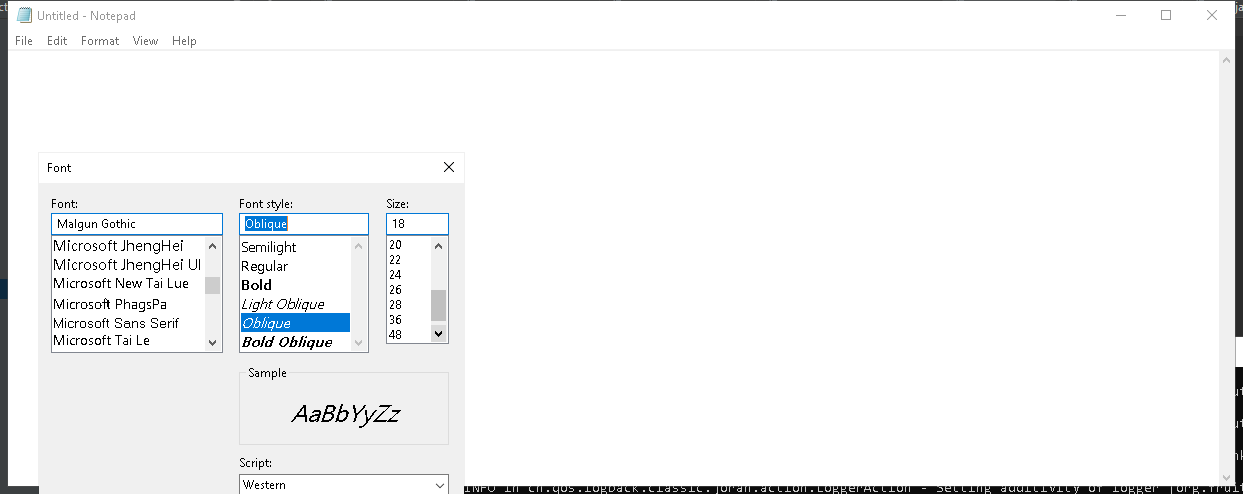 Untitled - Notepad
File Edit Format View Help
Font
Font: Font style: Size:
Malgun Gothic Oblique 18
Microsoft JhengHei
Microsoft JhengHei UI
Microsoft New Tai Lue
Microsoft PhagsPa
Microsoft Sans Serif
Microsoft Tai Le
Semilight
Regular
Bold
Light Oblique
Oblique
Bold Oblique
20
22
24
26
28
36
48
Sample
AaBbYyZz
Script:
Western
INFO in ch.qos.logback.classic.joran.action.LoggerAction - Setting additivity of logger